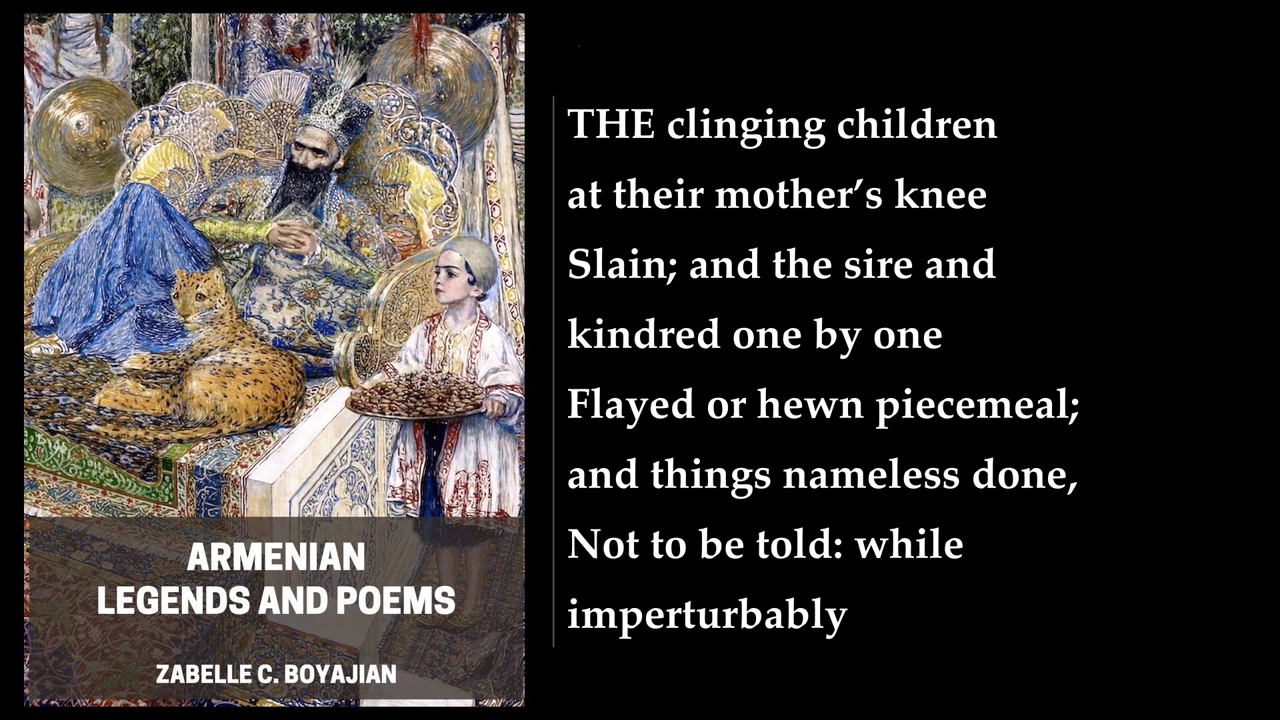 ARMENIAN
LEGENDS AND POEMS
ZABELLE C. BOYAJIAN
THE clinging children
at their mother’s knee
Slain; and the sire and
kindred one by one
Flayed or hewn piecemeal;
and things nameless done,
Not to be told: while
imperturbably